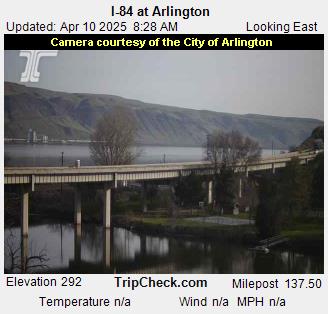 I-84 at Arlington
Updated: Apr 10 2025 8:28 AM Looking East
Camera courtesy of the City of Arlington
Elevation 292 TripCheck.com Milepost 137.50
Temperature n/a Wind n/a MPH n/a